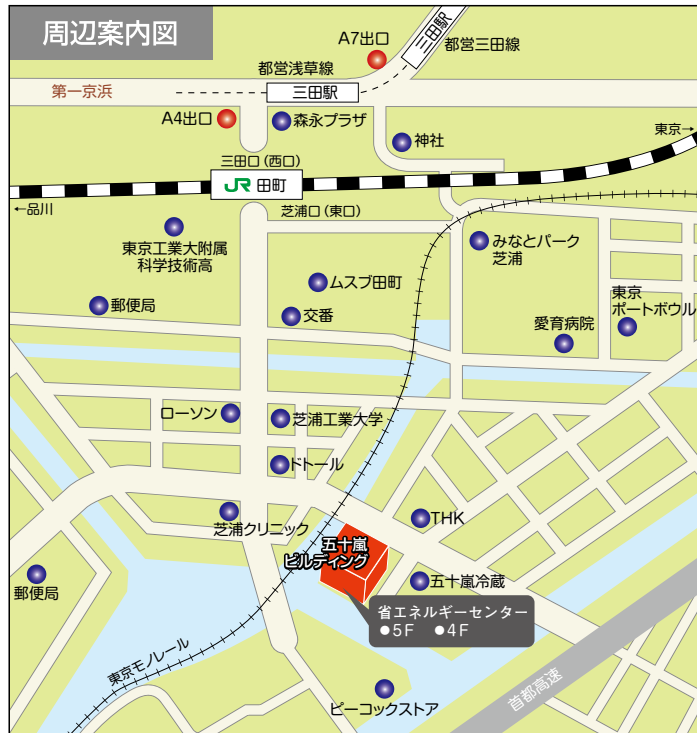 周辺案内図
A7出口
三田駅
都営三田線
都営浅草線
第一京浜
三田駅
A4出口
森永プラザ
神社
東京→
三田口(西口)
JR 田町
←品川
芝浦口(東口)
東京工業大附属
科学技術高
みなとパーク
芝浦
ムスブ田町
郵便局
交番
愛育病院
東京
ポートボウル
ローソン
芝浦工業大学
ドトール
芝浦クリニック
THK
五十嵐
ビルディング
郵便局
五十嵐冷蔵
省エネルギーセンター
●5F ●4F
東京モノレール
首都高速
ピーコックストア